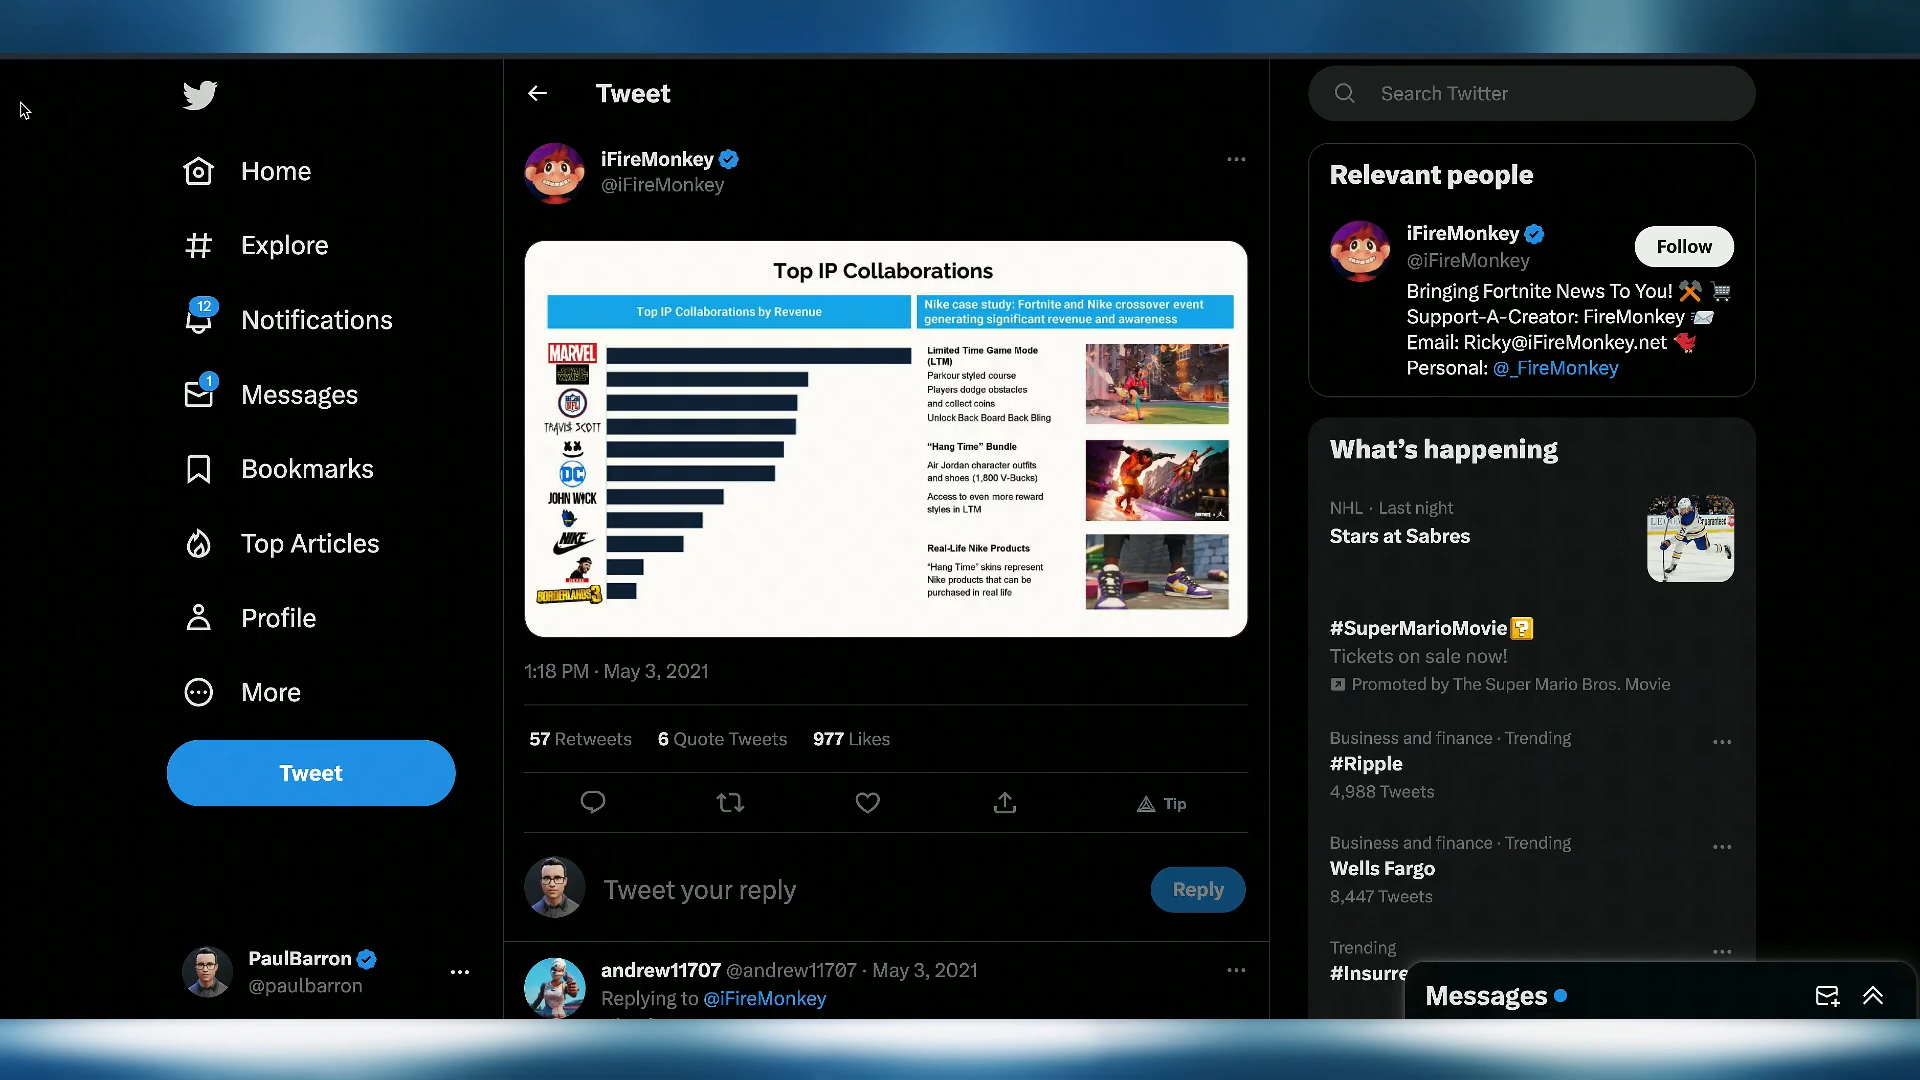 Home
Explore
12
Notifications
1
Messages
Bookmarks
Top Articles
Profile
More
Tweet
PaulBarron
@paulbarron
Tweet
iFireMonkey
@iFireMonkey
Top IP Collaborations
Top IP Collaborations by Revenue
MARVEL
STAR WARS
NFL
TRAVIS SCOTT
DC
JOHN WICK
NIKE
BORDERLANDS 3
Nike case study: Fortnite and Nike crossover event
generating significant revenue and awareness
Limited Time Game Mode
(LTM)
Parkour styled course
Players dodge obstacles
and collect coins
Unlock Back Board Back Bling
“Hang Time” Bundle
Air Jordan character outfits
and shoes (1,800 V-Bucks)
Access to even more reward
styles in LTM
Real-Life Nike Products
“Hang Time” skins represent
Nike products that can be
purchased in real life
1:18 PM · May 3, 2021
57 Retweets 6 Quote Tweets 977 Likes
Tip
Tweet your reply
Reply
andrew11707 @andrew11707 · May 3, 2021
Replying to @iFireMonkey
Search Twitter
Relevant people
iFireMonkey
@iFireMonkey
Follow
Bringing Fortnite News To You!
Support-A-Creator: FireMonkey
Email: Ricky@iFireMonkey.net
Personal: @_FireMonkey
What’s happening
NHL · Last night
Stars at Sabres
#SuperMarioMovie
Tickets on sale now!
Promoted by The Super Mario Bros. Movie
Business and finance · Trending
#Ripple
4,988 Tweets
Business and finance · Trending
Wells Fargo
8,447 Tweets
Trending
#Insurre
Messages